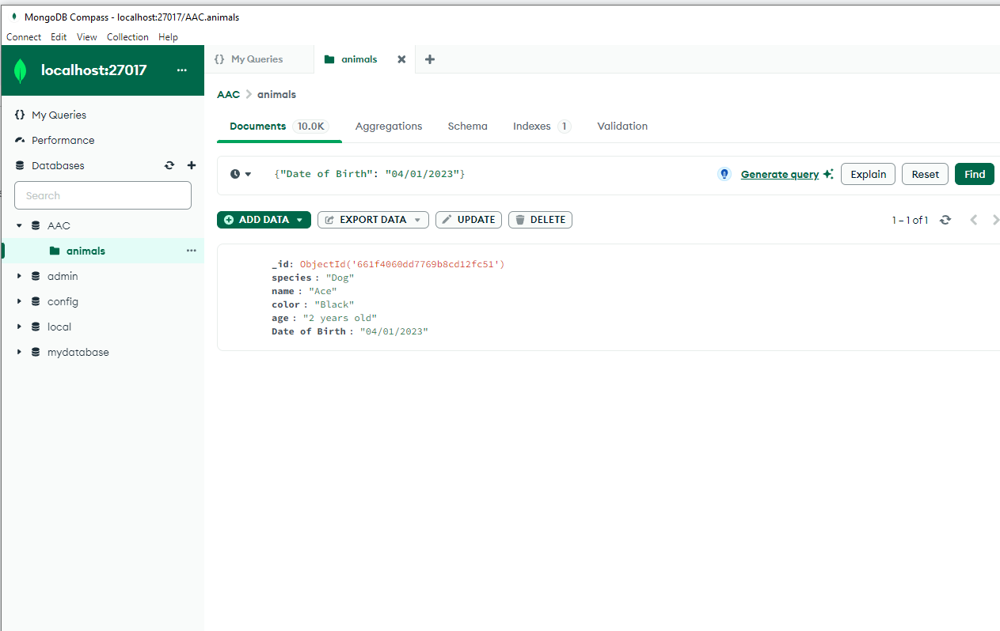 MongoDB Compass - localhost:27017/AAC.animals
Connect Edit View Collection Help
localhost:27017 ...
{} My Queries
animals
My Queries
Performance
Databases
Search
AAC
animals ...
admin
config
local
mydatabase
AAC > animals
Documents 10.0K Aggregations Schema Indexes 1 Validation
{"Date of Birth": "04/01/2023"} Generate query Explain Reset Find
ADD DATA EXPORT DATA UPDATE DELETE 1 – 1 of 1
_id: ObjectId('661f4060dd7769b8cd12fc51')
species : "Dog"
name : "Ace"
color : "Black"
age : "2 years old"
Date of Birth : "04/01/2023"